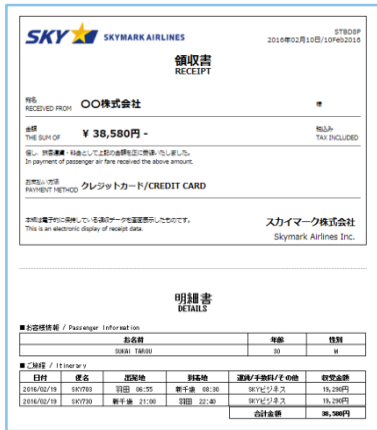 SKY SKYMARK AIRLINES
STBD8P
2016年02月10日/10Feb2016
領収書
RECEIPT
宛名
RECEIVED FROM 〇〇株式会社 様
金額
THE SUM OF ¥ 38,580円 -
税込み
TAX INCLUDED
但し、旅客運賃・料金として上記の金額を正に受領いたしました。
In payment of passenger air fare received the above amount.
お支払い方法
PAYMENT METHOD クレジットカード/CREDIT CARD
本紙は電子的に保持している領収データを画面表示したものです。
This is an electronic display of receipt data.
スカイマーク株式会社
Skymark Airlines Inc.
明細書
DETAILS
■お客様情報 / Passenger Information
お名前 年齢 性別
SUKAI TAROU 30 M
■ご旅程 / Itinerary
日付 便名 出発地 到着地 運賃/手数料/その他 収受金額
2016/02/19 SKY703 羽田 06:55 新千歳 08:30 SKYビジネス 19,290円
2016/02/19 SKY730 新千歳 21:00 羽田 22:40 SKYビジネス 19,290円
合計金額 38,580円